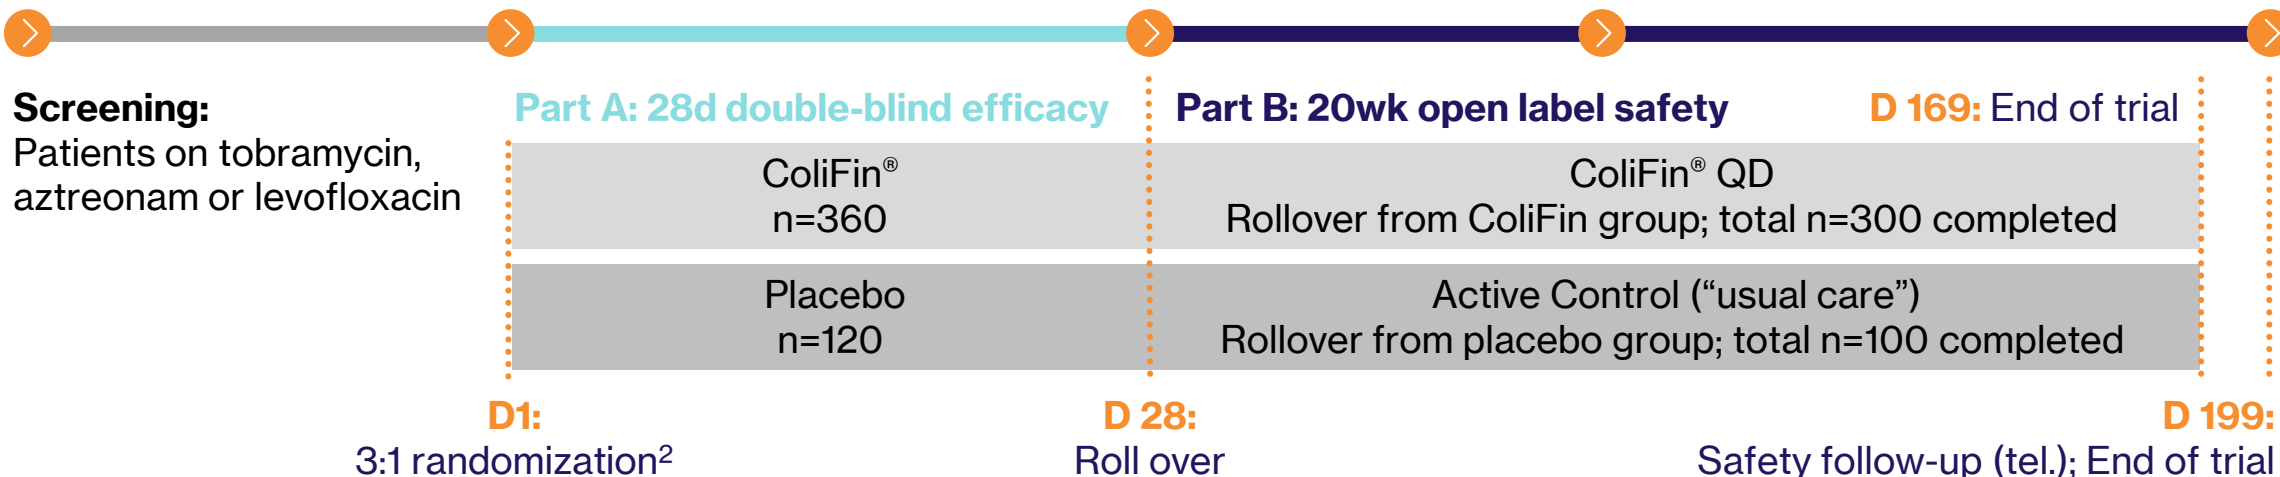 Screening:
Patients on tobramycin,
aztreonam or levofloxacin
Part A: 28d double-blind efficacy
Part B: 20wk open label safety
D 169: End of trial
ColiFin®
n=360
ColiFin® QD
Rollover from ColiFin group; total n=300 completed
Placebo
n=120
Active Control (“usual care”)
Rollover from placebo group; total n=100 completed
D1:
3:1 randomization²
D 28:
Roll over
D 199:
Safety follow-up (tel.); End of trial